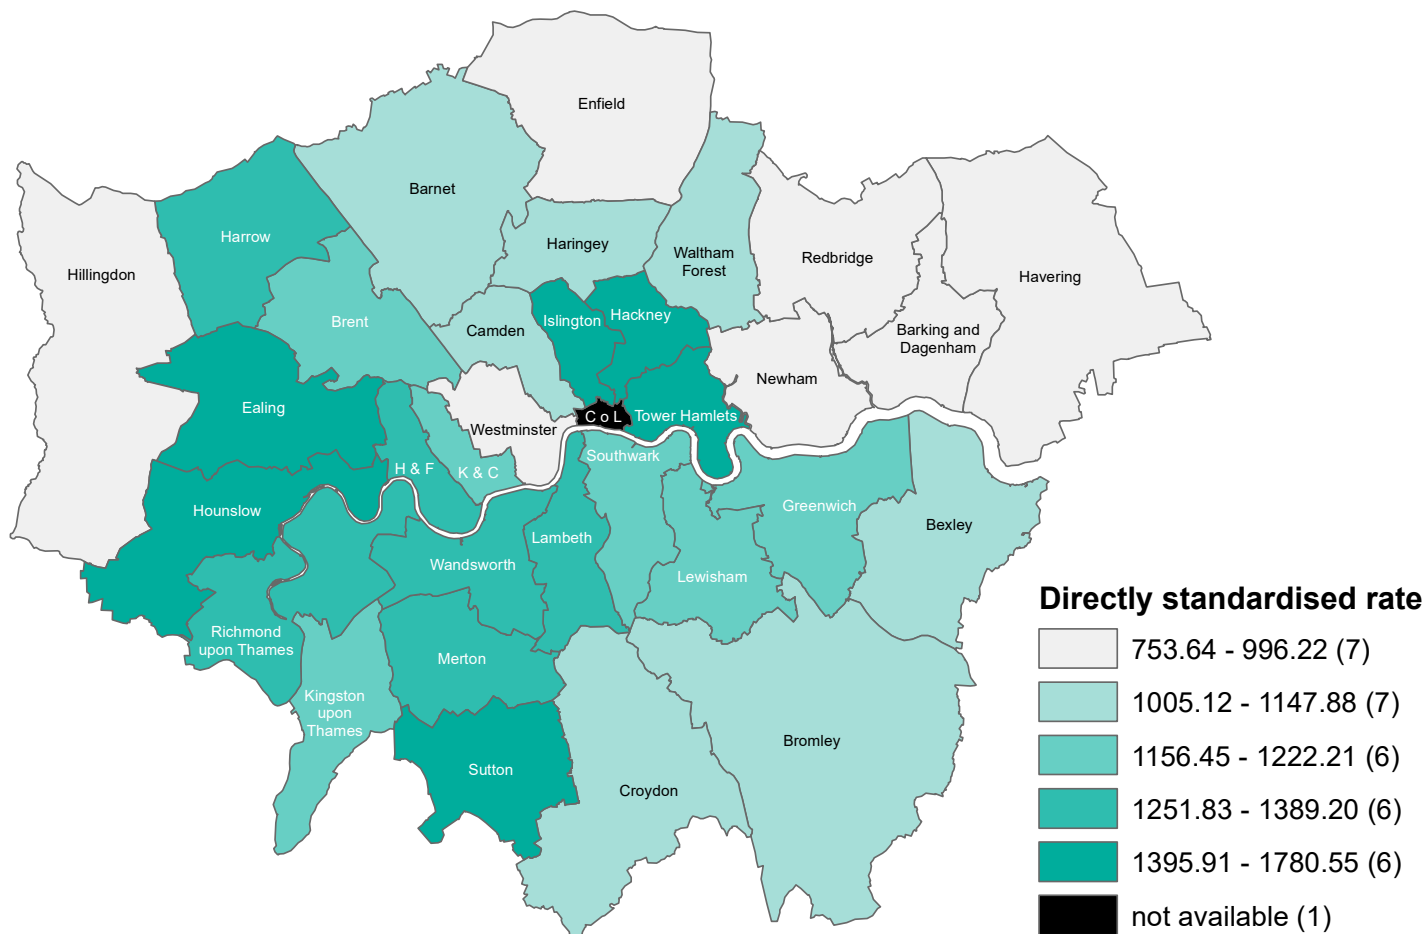 Enfield
Barnet
Harrow
Haringey
Waltham
Forest
Redbridge
Hillingdon
Havering
Brent
Camden
Islington
Hackney
Barking and
Dagenham
Newham
Ealing
Westminster
C o L
Tower Hamlets
H & F
K & C
Southwark
Hounslow
Greenwich
Bexley
Lambeth
Wandsworth
Lewisham
Richmond
upon Thames
Merton
Kingston
upon
Thames
Sutton
Bromley
Croydon
Directly standardised rate
753.64 - 996.22 (7)
1005.12 - 1147.88 (7)
1156.45 - 1222.21 (6)
1251.83 - 1389.20 (6)
1395.91 - 1780.55 (6)
not available (1)